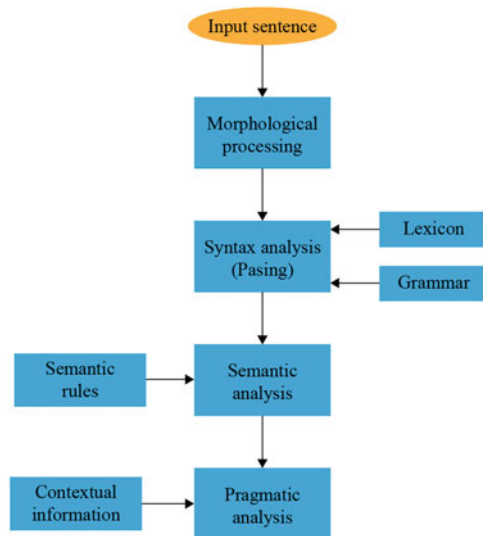 Input sentence
Morphological
processing
Syntax analysis
(Pasing)
Lexicon
Grammar
Semantic
rules
Semantic
analysis
Contextual
information
Pragmatic
analysis